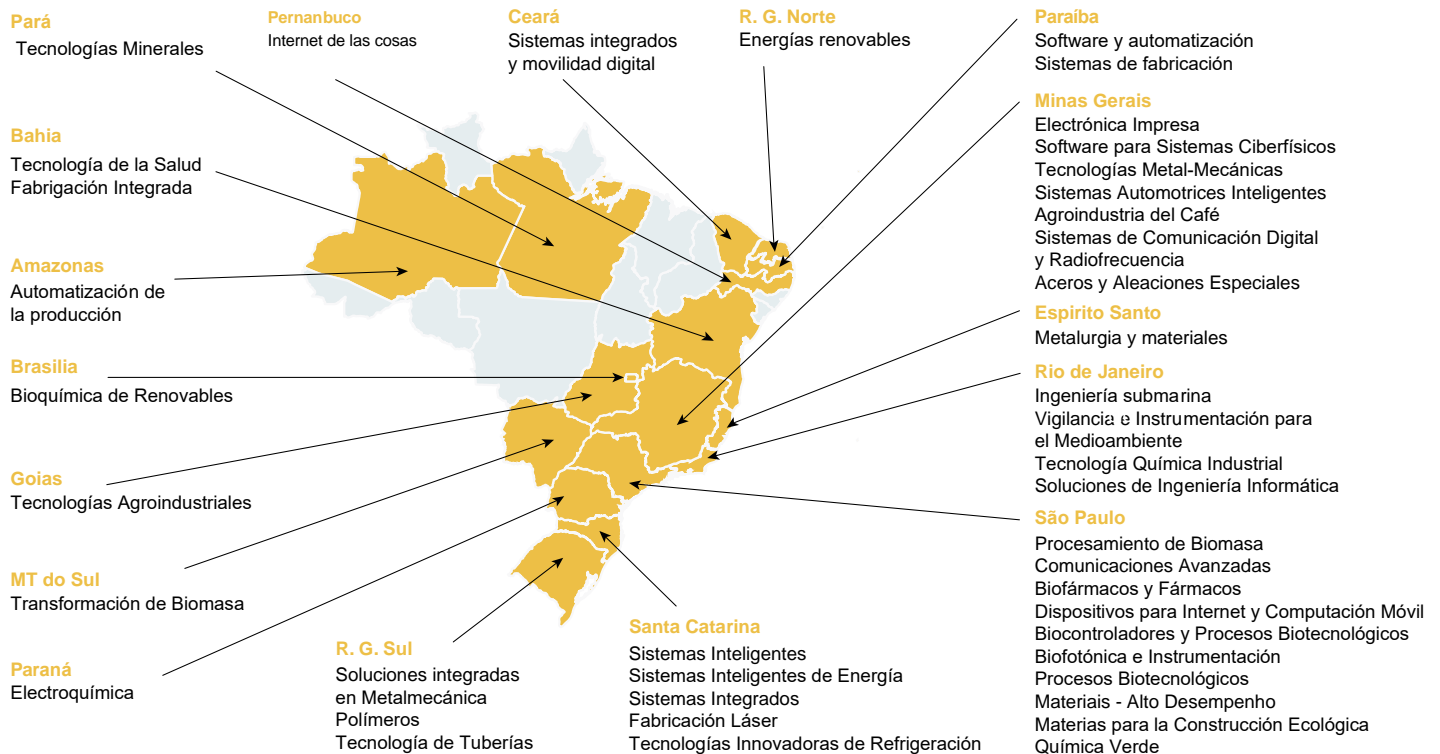 Pará
Tecnologías Minerales
Pernanbuco
Internet de las cosas
Ceará
Sistemas integrados
y movilidad digital
R. G. Norte
Energías renovables
Paraíba
Software y automatización
Sistemas de fabricación
Bahia
Tecnología de la Salud
Fabrigación Integrada
Amazonas
Automatización de
la producción
Brasilia
Bioquímica de Renovables
Goias
Tecnologías Agroindustriales
MT do Sul
Transformación de Biomasa
Paraná
Electroquímica
R. G. Sul
Soluciones integradas
en Metalmecánica
Polímeros
Tecnología de Tuberías
Santa Catarina
Sistemas Inteligentes
Sistemas Inteligentes de Energía
Sistemas Integrados
Fabricación Láser
Tecnologías Innovadoras de Refrigeración
Minas Gerais
Electrónica Impresa
Software para Sistemas Ciberfísicos
Tecnologías Metal-Mecánicas
Sistemas Automotrices Inteligentes
Agroindustria del Café
Sistemas de Comunicación Digital
y Radiofrecuencia
Aceros y Aleaciones Especiales
Espirito Santo
Metalurgia y materiales
Rio de Janeiro
Ingeniería submarina
Vigilancia e Instrumentación para
el Medioambiente
Tecnología Química Industrial
Soluciones de Ingeniería Informática
São Paulo
Procesamiento de Biomasa
Comunicaciones Avanzadas
Biofármacos y Fármacos
Dispositivos para Internet y Computación Móvil
Biocontroladores y Procesos Biotecnológicos
Biofotónica e Instrumentación
Procesos Biotecnológicos
Materiais - Alto Desempenho
Materias para la Construcción Ecológica
Química Verde